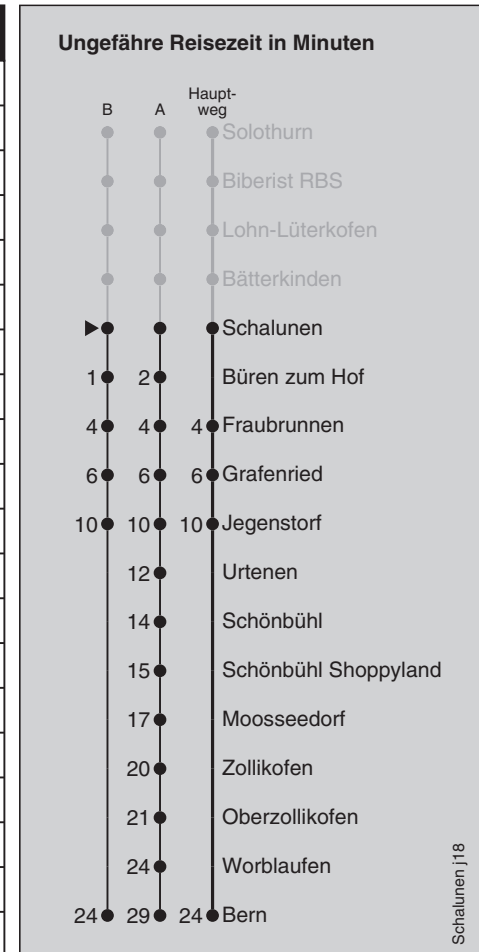 Ungefähre Reisezeit in Minuten
Haupt-
B A weg
Solothurn
Biberist RBS
Lohn-Lüterkofen
Bätterkinden
Schalunen
1 2 Büren zum Hof
4 4 4 Fraubrunnen
6 6 6 Grafenried
10 10 10 Jegenstorf
12 Urtenen
14 Schönbühl
15 Schönbühl Shoppyland
17 Moosseedorf
20 Zollikofen
21 Oberzollikofen
24 Worblaufen
24 29 24 Bern
Schalunen j18